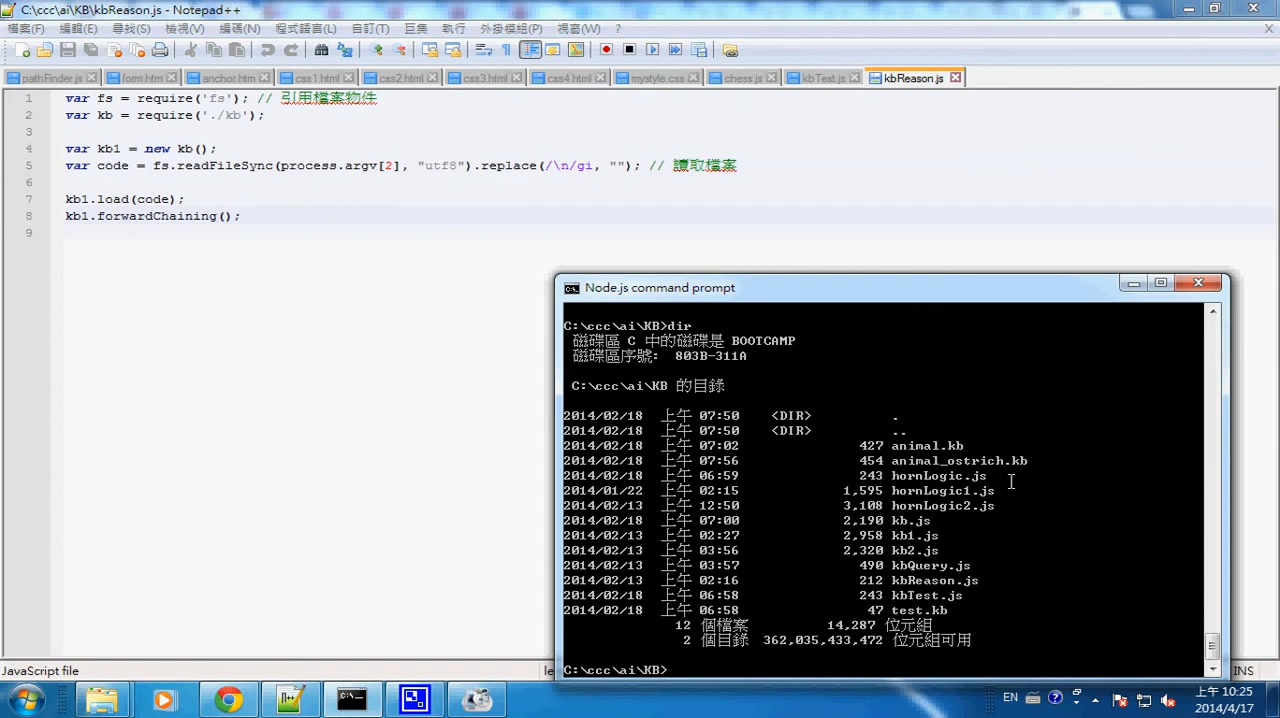 C:\ccc\ai\KB\kbReason.js - Notepad++
檔案(F) 編輯(E) 尋找(S) 檢視(V) 編碼(N) 程式語言(L) 自訂(T) 巨集 執行 外掛模組(P) 視窗(W) ?
pathFinder.js form.htm anchor.htm css1.html css2.html css3.html css4.html mystyle.css chess.js kbTest.js kbReason.js
1 var fs = require('fs'); // 引用檔案物件
2 var kb = require('./kb');
3
4 var kb1 = new kb();
5 var code = fs.readFileSync(process.argv[2], "utf8").replace(/\n/gi, ""); // 讀取檔案
6
7 kb1.load(code);
8 kb1.forwardChaining();
9
Node.js command prompt
C:\ccc\ai\KB>dir
磁碟區 C 中的磁碟是 BOOTCAMP
磁碟區序號: 803B-311A
C:\ccc\ai\KB 的目錄
2014/02/18 上午 07:50 <DIR> .
2014/02/18 上午 07:50 <DIR> ..
2014/02/18 上午 07:02 427 animal.kb
2014/02/18 上午 07:56 454 animal_ostrich.kb
2014/02/18 上午 06:59 243 hornLogic.js
2014/01/22 上午 02:15 1,595 hornLogic1.js
2014/02/13 上午 12:50 3,108 hornLogic2.js
2014/02/18 上午 07:00 2,190 kb.js
2014/02/13 上午 02:27 2,958 kb1.js
2014/02/13 上午 03:56 2,320 kb2.js
2014/02/13 上午 03:57 490 kbQuery.js
2014/02/13 上午 02:16 212 kbReason.js
2014/02/18 上午 06:58 243 kbTest.js
2014/02/18 上午 06:58 47 test.kb
12 個檔案 14,287 位元組
2 個目錄 362,035,433,472 位元組可用
C:\ccc\ai\KB>
JavaScript file le INS
EN 上午 10:25
2014/4/17